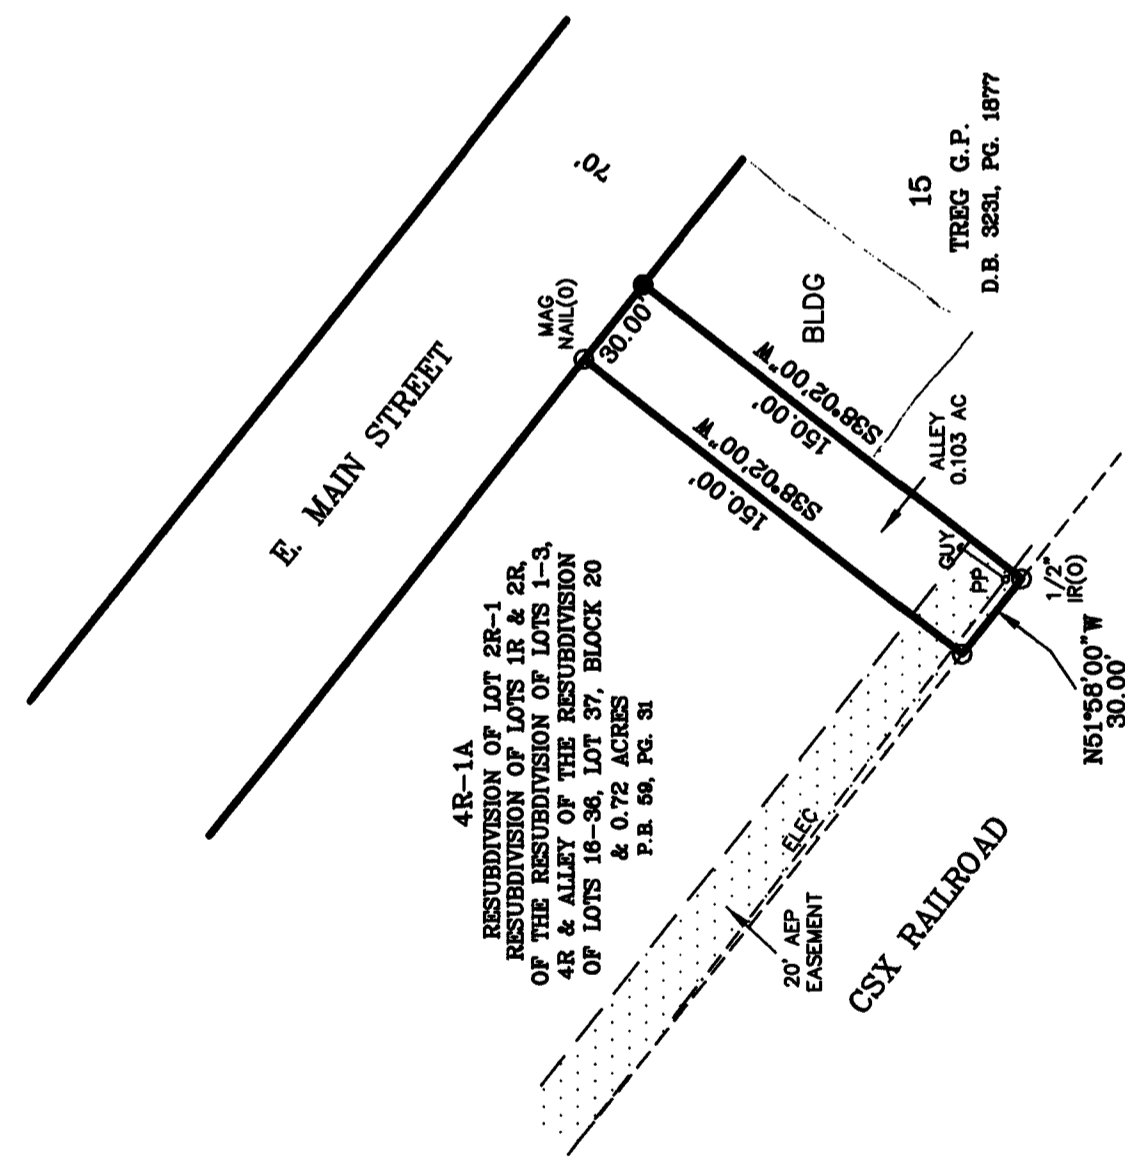 E. MAIN STREET
70'
MAG
NAIL(O)
30.00'
15
TREG G.P.
D.B. 3231, PG. 1877
BLDG
S38°02'00"W
150.00'
S38°02'00"W
150.00'
ALLEY
0.103 AC
GUY
PP
1/2"
IR(O)
N51°58'00"W
30.00'
4R-1A
RESUBDIVISION OF LOT 2R-1
RESUBDIVISION OF LOTS 1R & 2R,
OF THE RESUBDIVISION OF LOTS 1-3,
4R & ALLEY OF THE RESUBDIVISION
OF LOTS 16-36, LOT 37, BLOCK 20
& 0.72 ACRES
P.B. 59, PG. 31
ELEC
20' AEP
EASEMENT
CSX RAILROAD